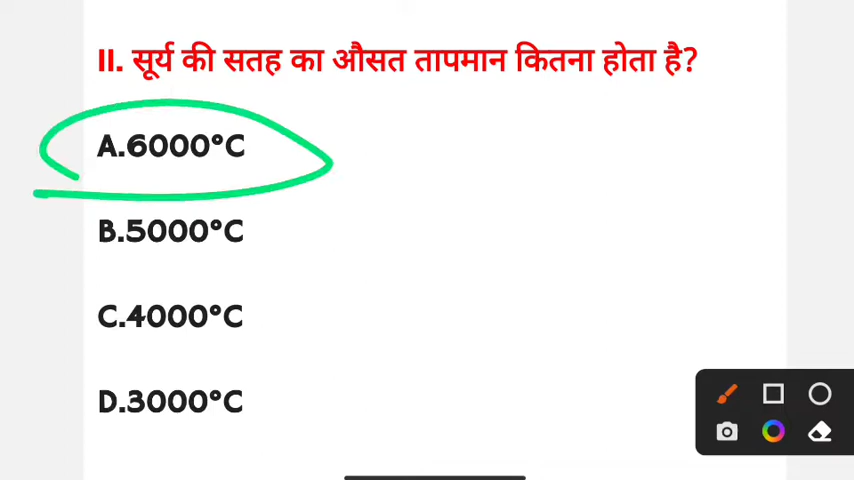 II. सूर्य की सतह का औसत तापमान कितना होता है?
A.6000°C
B.5000°C
C.4000°C
D.3000°C